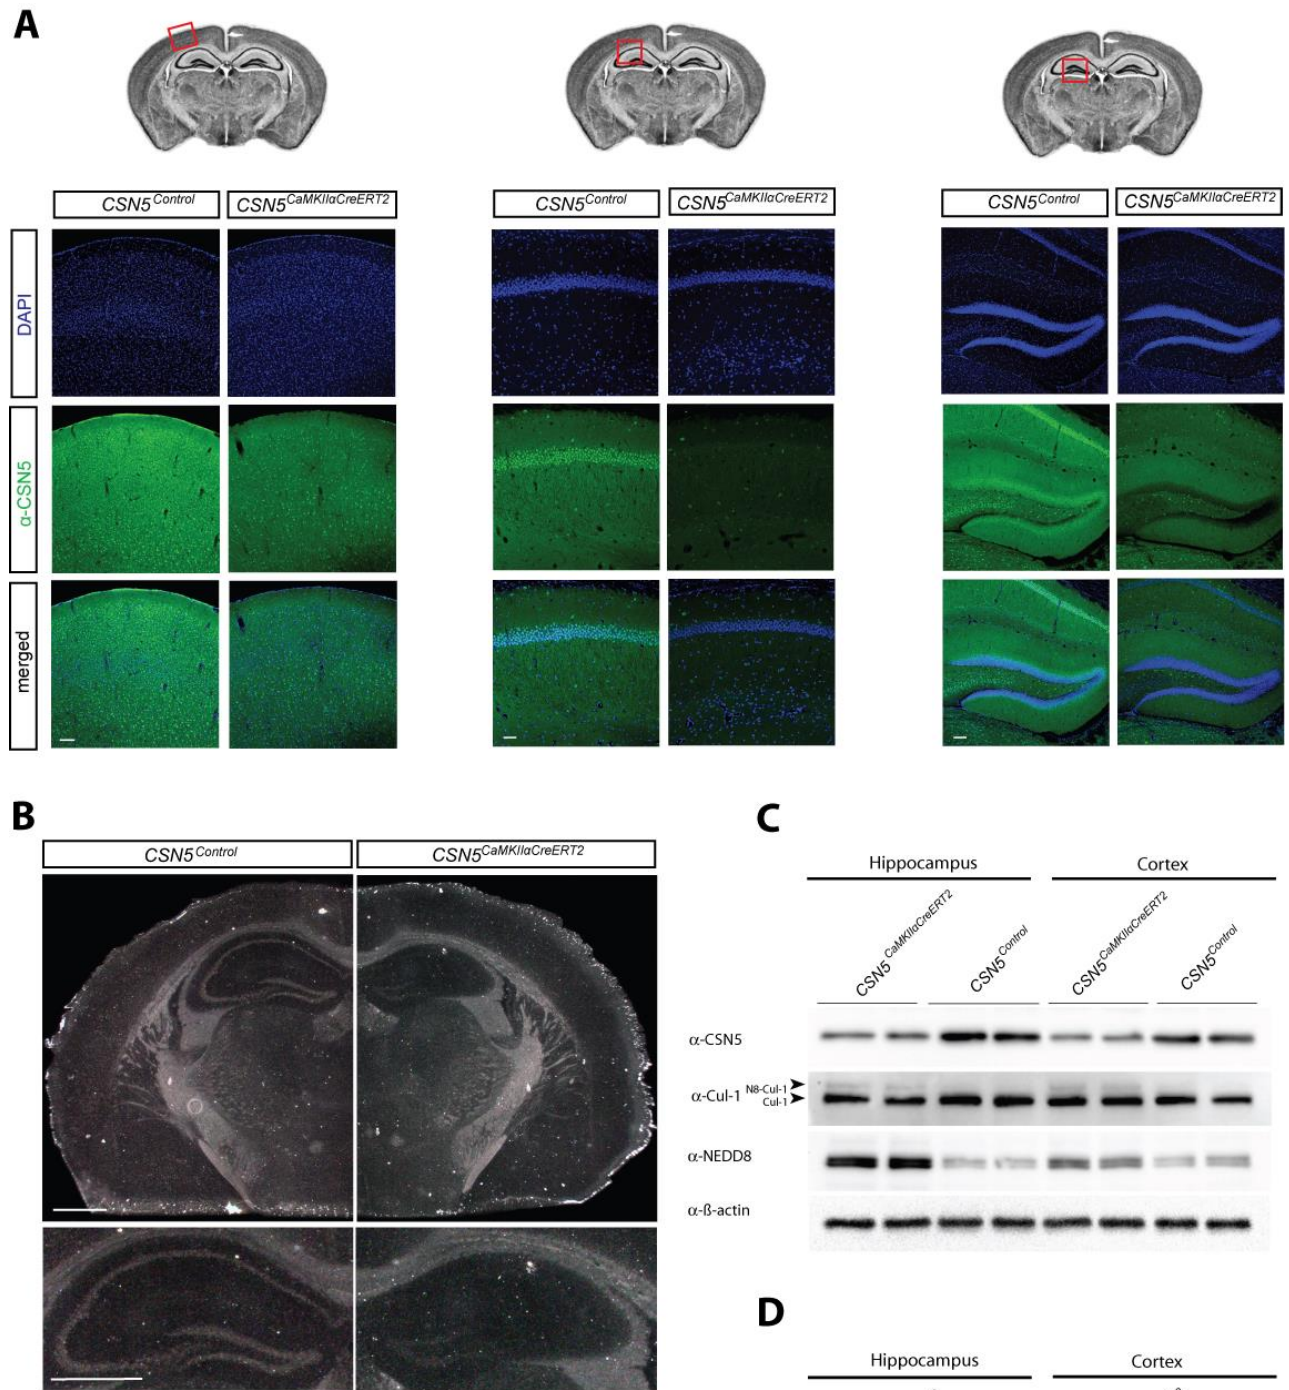 A
CSN5Control CSN5CaMKIIαCreERT2 CSN5Control CSN5CaMKIIαCreERT2 CSN5Control CSN5CaMKIIαCreERT2
DAPI
α-CSN5
merged
B
CSN5Control CSN5CaMKIIαCreERT2
C
Hippocampus Cortex
CSN5CaMKIIαCreERT2 CSN5Control CSN5CaMKIIαCreERT2 CSN5Control
α-CSN5
α-Cul-1 N8-Cul-1
Cul-1
α-NEDD8
α-ß-actin
D
Hippocampus Cortex